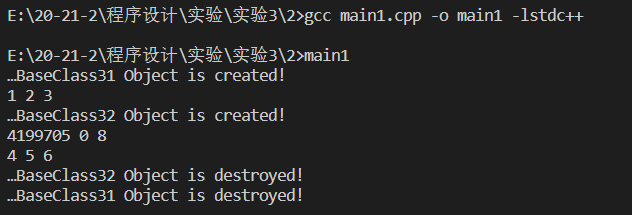 E:\20-21-2\程序设计\实验\实验3\2>gcc main1.cpp -o main1 -lstdc++
E:\20-21-2\程序设计\实验\实验3\2>main1
…BaseClass31 Object is created!
1 2 3
…BaseClass32 Object is created!
4199705 0 8
4 5 6
…BaseClass32 Object is destroyed!
…BaseClass31 Object is destroyed!